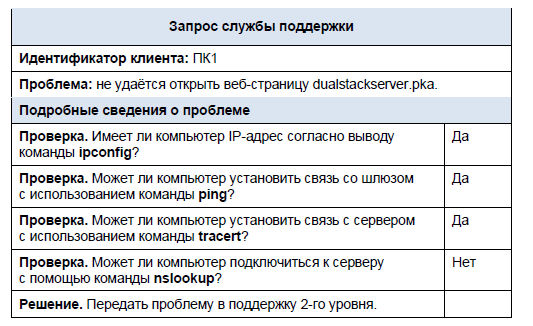 Запрос службы поддержки
Идентификатор клиента: ПК1
Проблема: не удаётся открыть веб-страницу dualstackserver.pka.
Подробные сведения о проблеме
Проверка. Имеет ли компьютер IP-адрес согласно выводу
команды ipconfig?
Да
Проверка. Может ли компьютер установить связь со шлюзом
с использованием команды ping?
Да
Проверка. Может ли компьютер установить связь с сервером
с использованием команды tracert?
Да
Проверка. Может ли компьютер подключиться к серверу
с помощью команды nslookup?
Нет
Решение. Передать проблему в поддержку 2-го уровня.